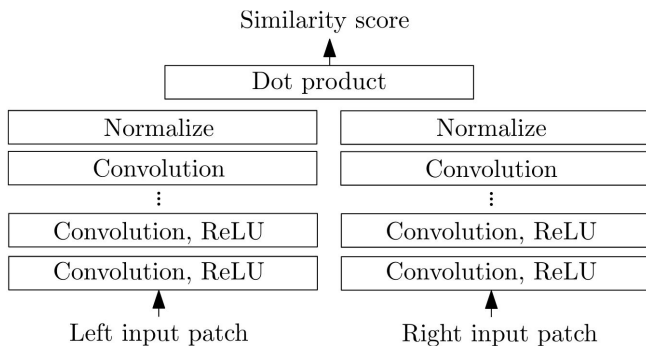 Similarity score
Dot product
Normalize
Normalize
Convolution
Convolution
Convolution, ReLU
Convolution, ReLU
Convolution, ReLU
Convolution, ReLU
Left input patch
Right input patch